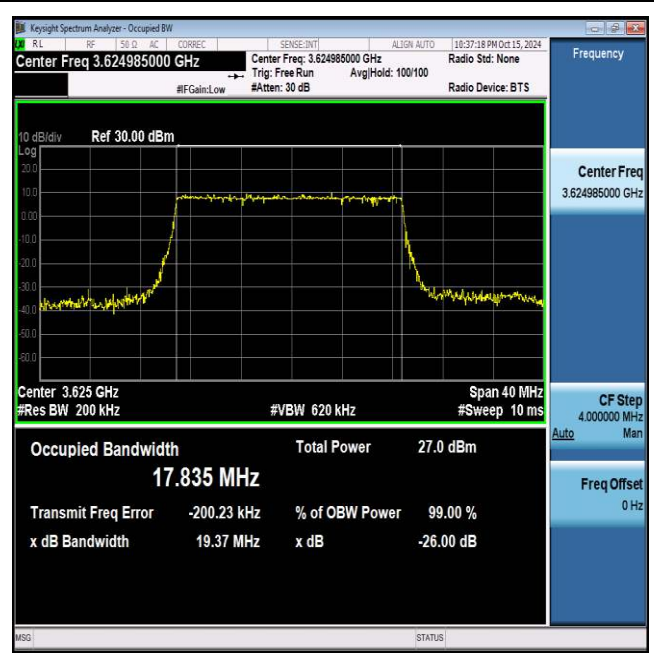 Keysight Spectrum Analyzer - Occupied BW
RL RF 50 Ω AC CORREC SENSE:INT ALIGN AUTO 10:37:18 PM Oct 15, 2024
Center Freq 3.624985000 GHz
Center Freq: 3.624985000 GHz
Radio Std: None
Trig: Free Run Avg|Hold: 100/100
#IFGain:Low #Atten: 30 dB Radio Device: BTS
10 dB/div Ref 30.00 dBm
Log
20.0
10.0
0.00
-10.0
-20.0
-30.0
-40.0
-50.0
-60.0
Center 3.625 GHz Span 40 MHz
#Res BW 200 kHz #VBW 620 kHz #Sweep 10 ms
Occupied Bandwidth Total Power 27.0 dBm
17.835 MHz
Transmit Freq Error -200.23 kHz % of OBW Power 99.00 %
x dB Bandwidth 19.37 MHz x dB -26.00 dB
MSG STATUS
Frequency
Center Freq
3.624985000 GHz
CF Step
4.000000 MHz
Auto Man
Freq Offset
0 Hz